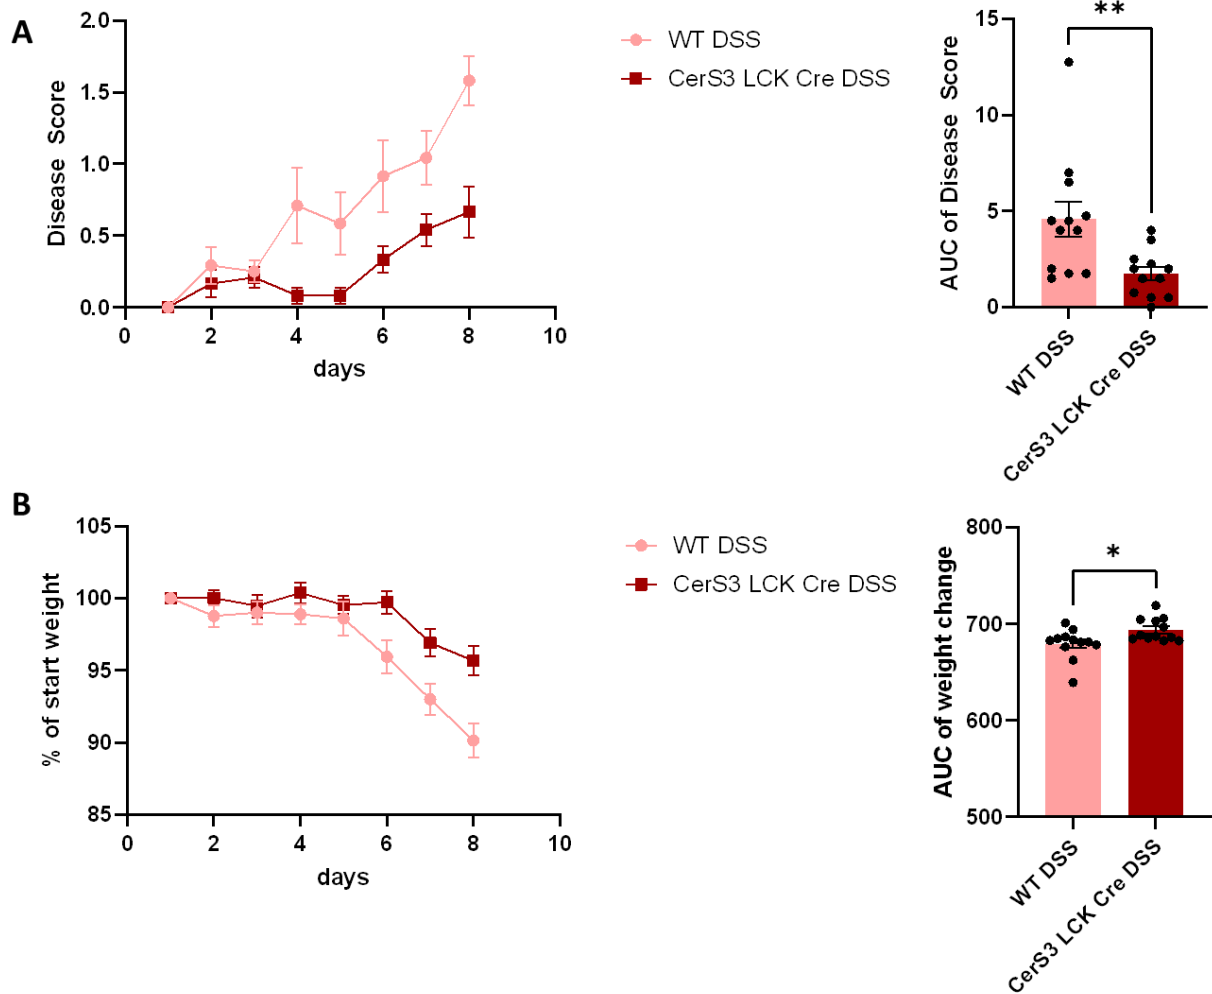 A
Disease Score
2.0
1.5
1.0
0.5
0.0
0 2 4 6 8 10
days
WT DSS
CerS3 LCK Cre DSS
AUC of Disease Score
15
10
5
0
**
WT DSS
CerS3 LCK Cre DSS
B
% of start weight
105
100
95
90
85
0 2 4 6 8 10
days
WT DSS
CerS3 LCK Cre DSS
AUC of weight change
800
700
600
500
*
WT DSS
CerS3 LCK Cre DSS